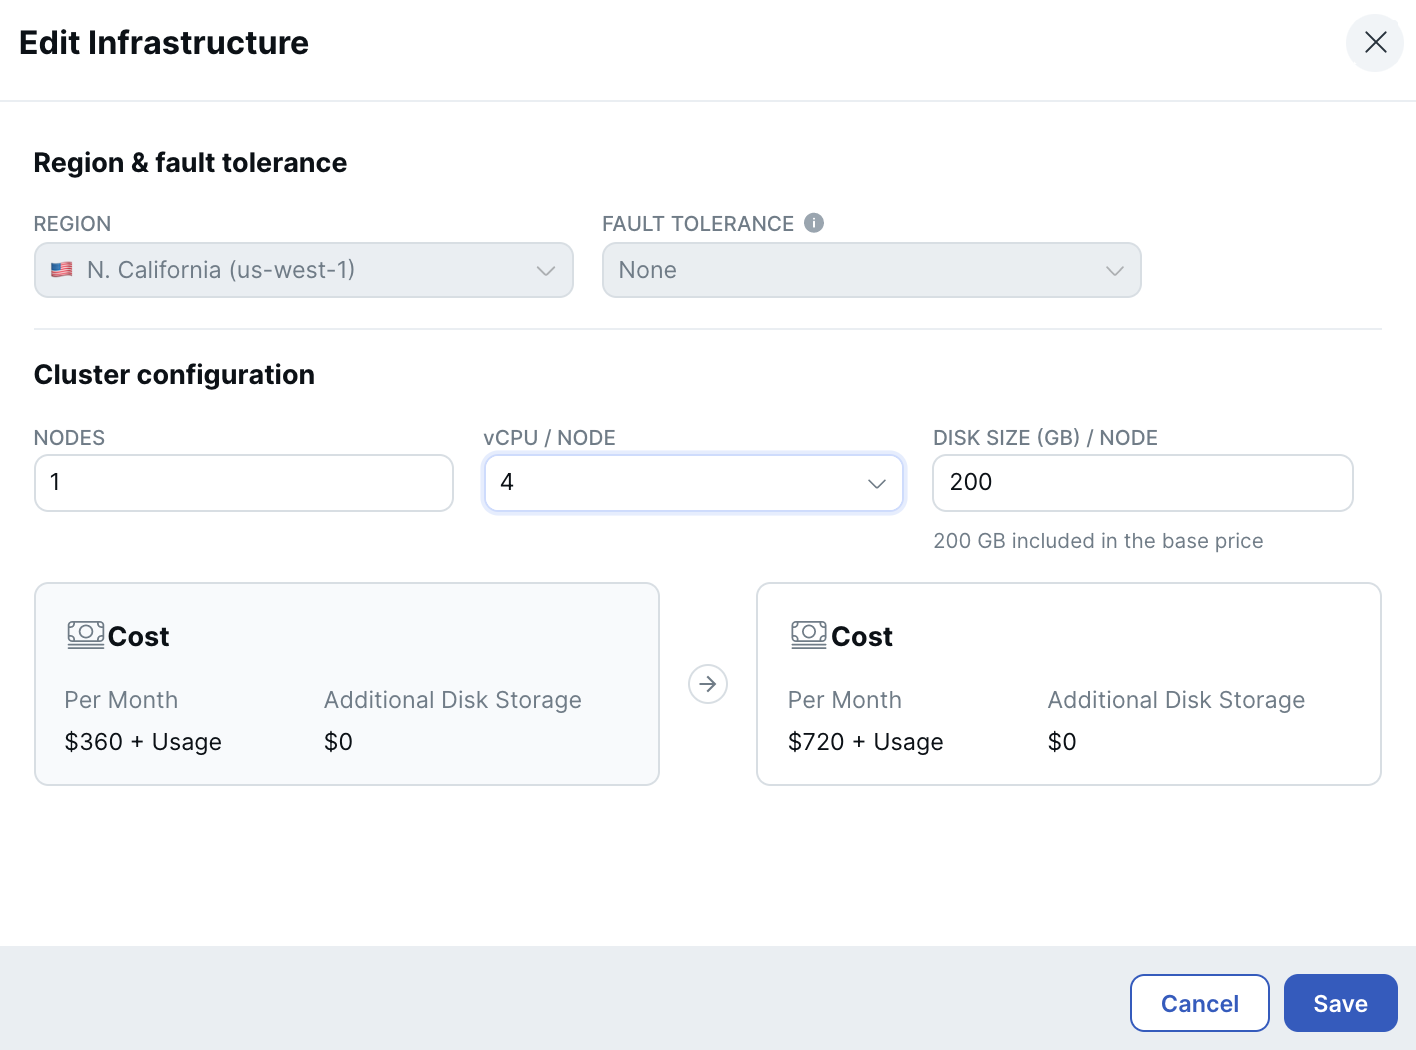 Edit Infrastructure
Region & fault tolerance
REGION
FAULT TOLERANCE
N. California (us-west-1)
None
Cluster configuration
NODES
vCPU / NODE
DISK SIZE (GB) / NODE
1
4
200
200 GB included in the base price
Cost
Per Month
Additional Disk Storage
$360 + Usage
$0
Cost
Per Month
Additional Disk Storage
$720 + Usage
$0
Cancel
Save